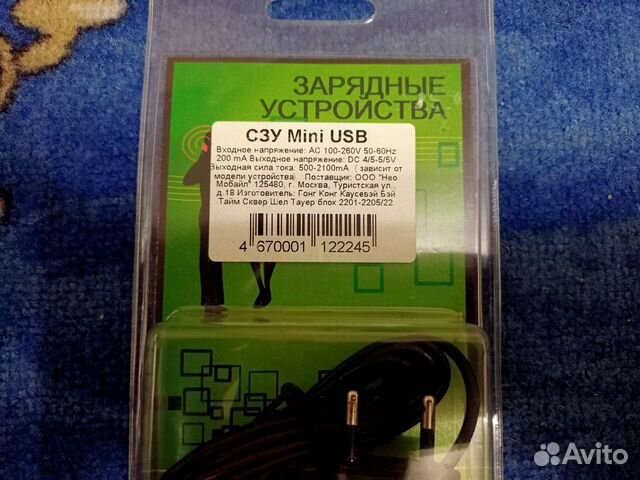 ЗАРЯДНЫЕ
УСТРОЙСТВА
СЗУ Mini USB
Входное напряжение: AC 100-260V 50-60Hz
200 mA Выходное напряжение: DC 4/5-5/5V
Выходная сила тока: 500-2100mA ( зависит от
модели устройства) . Поставщик: ООО "Нео
Мобайл" 125480, г. Москва, Туристская ул.,
д.18 Изготовитель: Гонг Конг Каусевэй Бэй
Тайм Сквер Шел Тауер блок 2201-2205/22
4 670001 122245
Avito